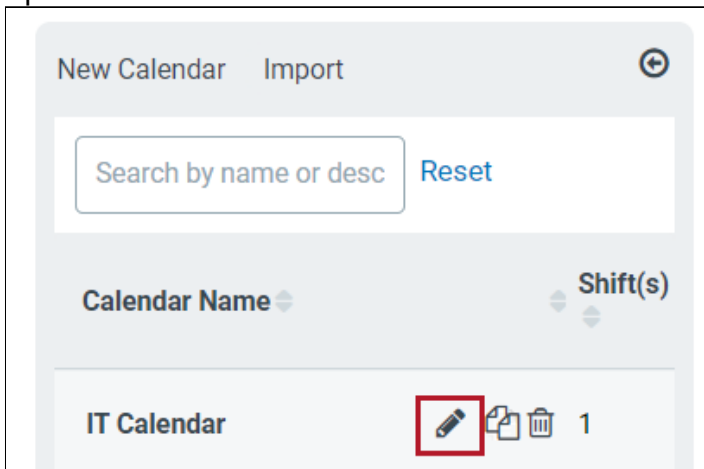 New Calendar Import
Search by name or desc Reset
Calendar Name Shift(s)
IT Calendar 1